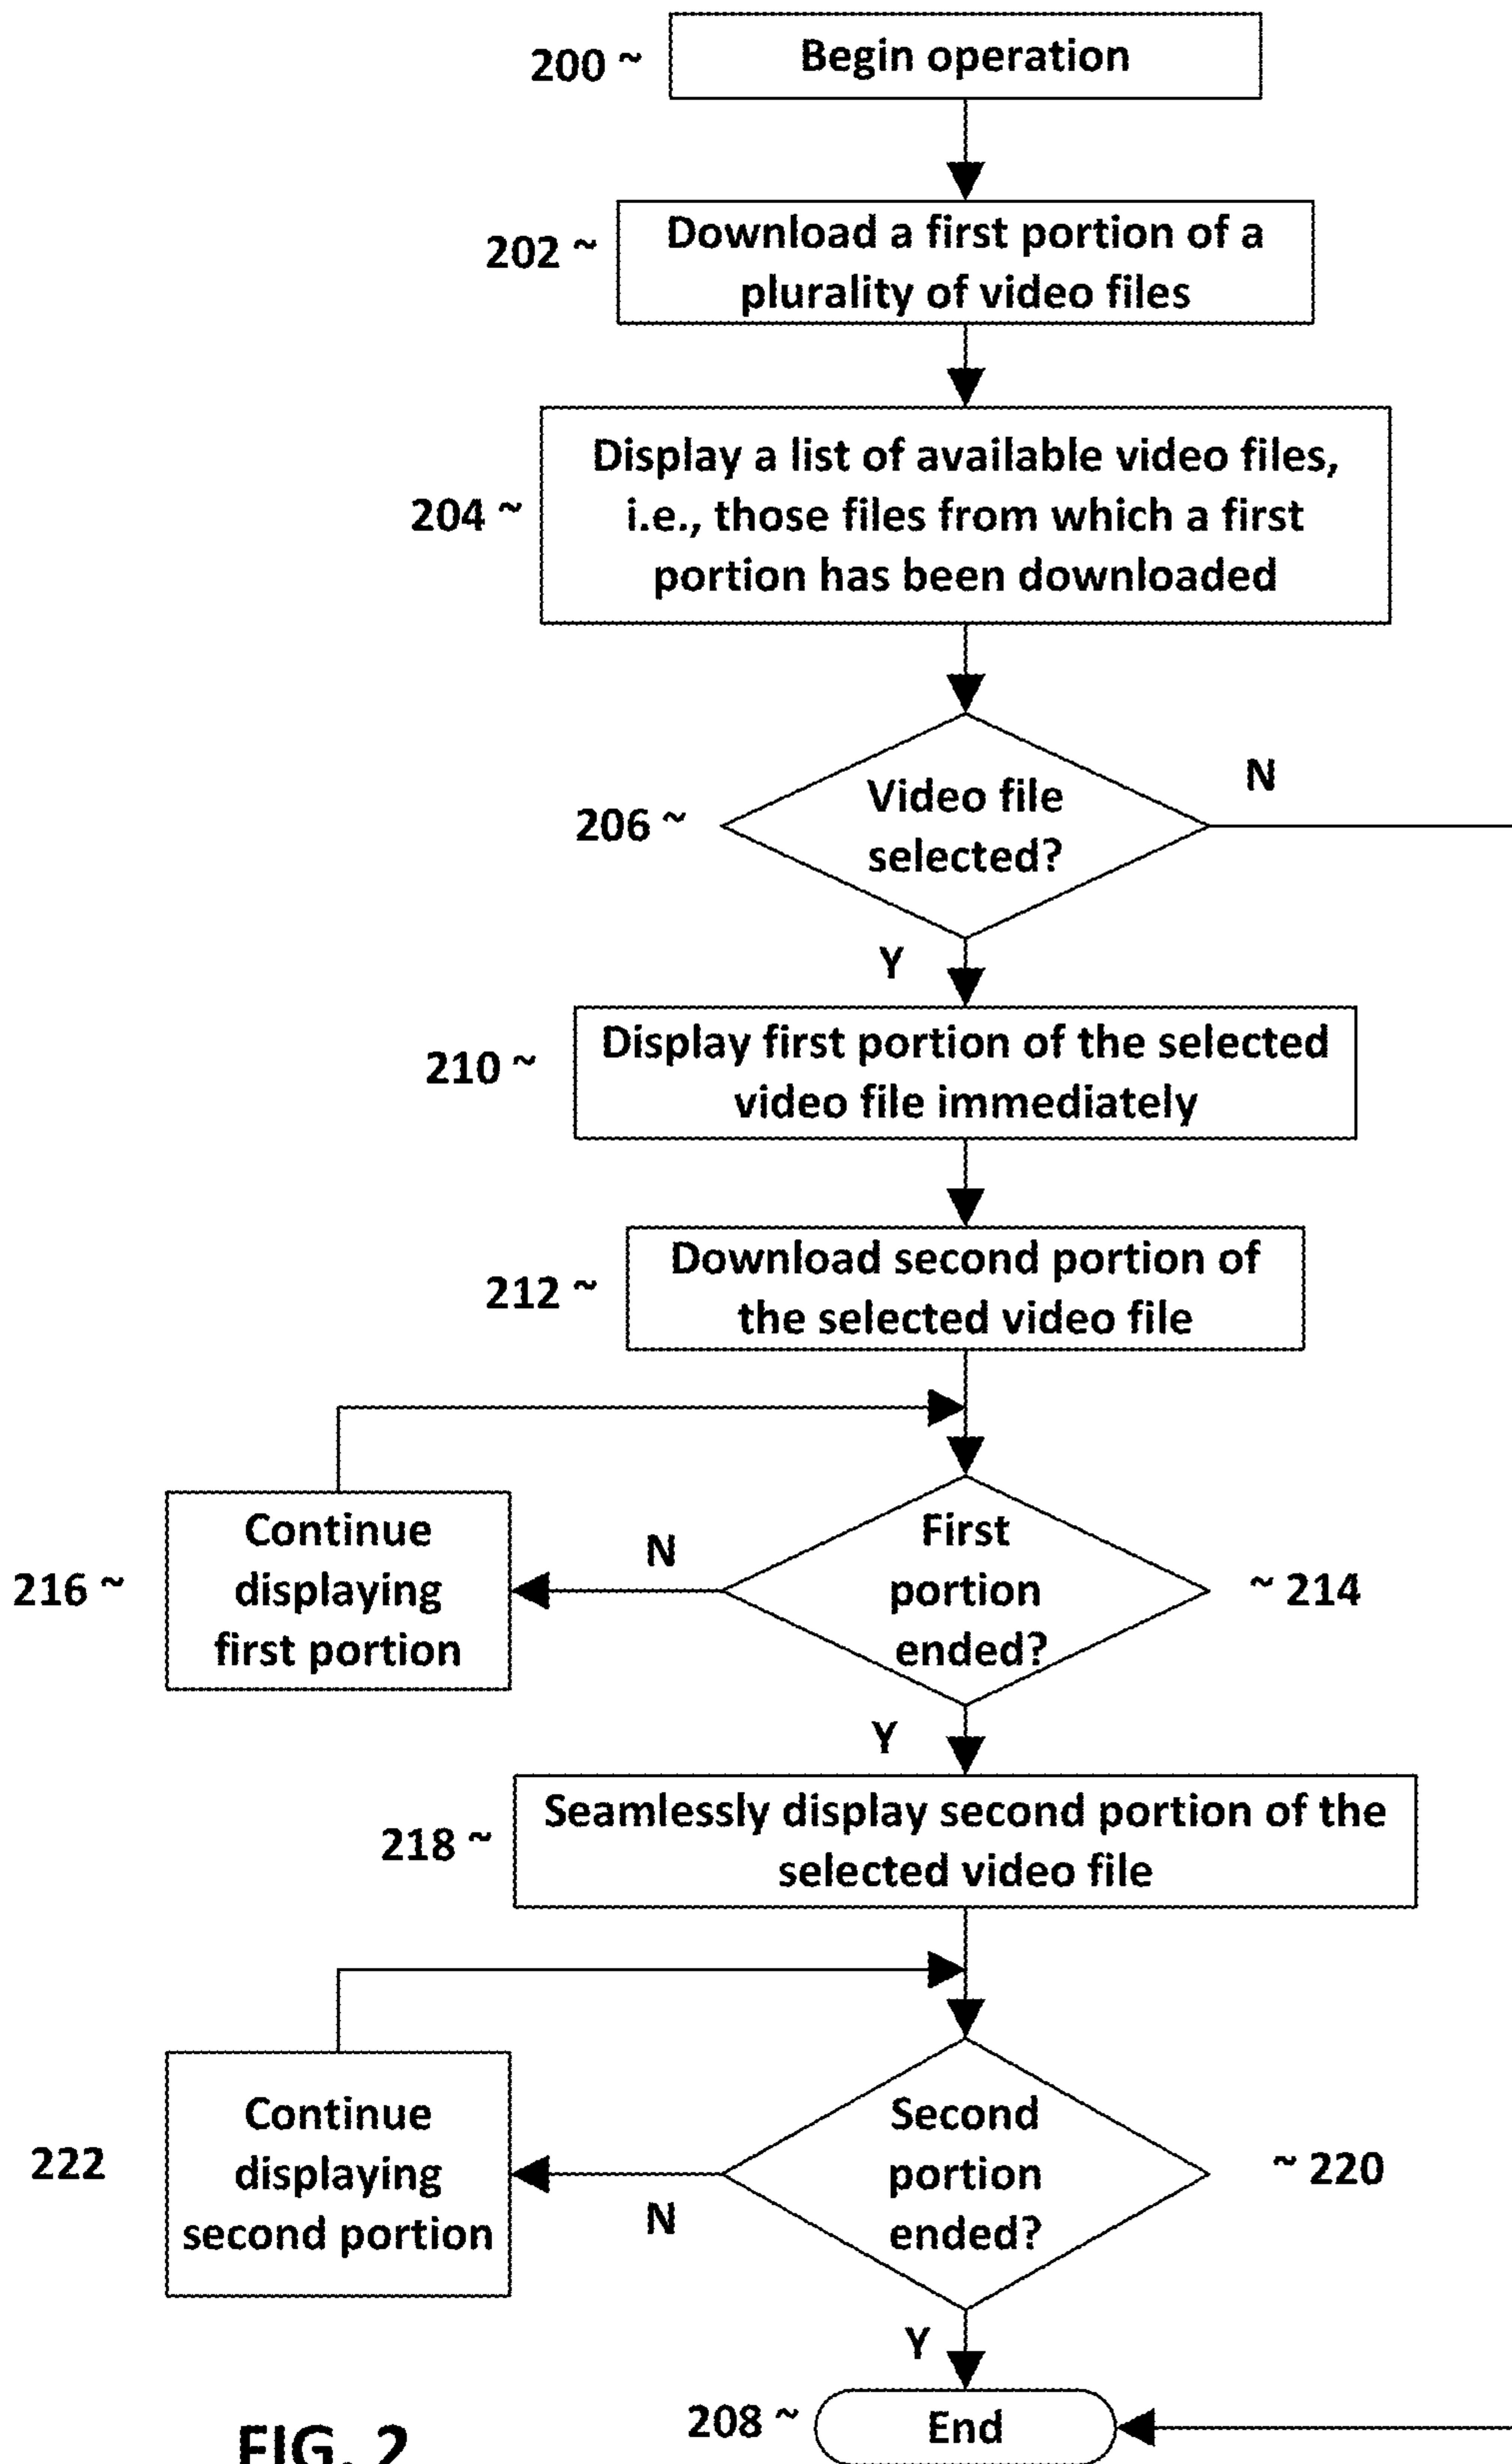 200 ~
Begin operation
202 ~
Download a first portion of a
plurality of video files
204 ~
Display a list of available video files,
i.e., those files from which a first
portion has been downloaded
206 ~
Video file
selected?
N
Y
210 ~
Display first portion of the selected
video file immediately
212 ~
Download second portion of
the selected video file
216 ~
Continue
displaying
first portion
N
First
portion
ended?
~ 214
Y
218 ~
Seamlessly display second portion of the
selected video file
222
Continue
displaying
second portion
N
Second
portion
ended?
~ 220
Y
208 ~
End
FIG. 2